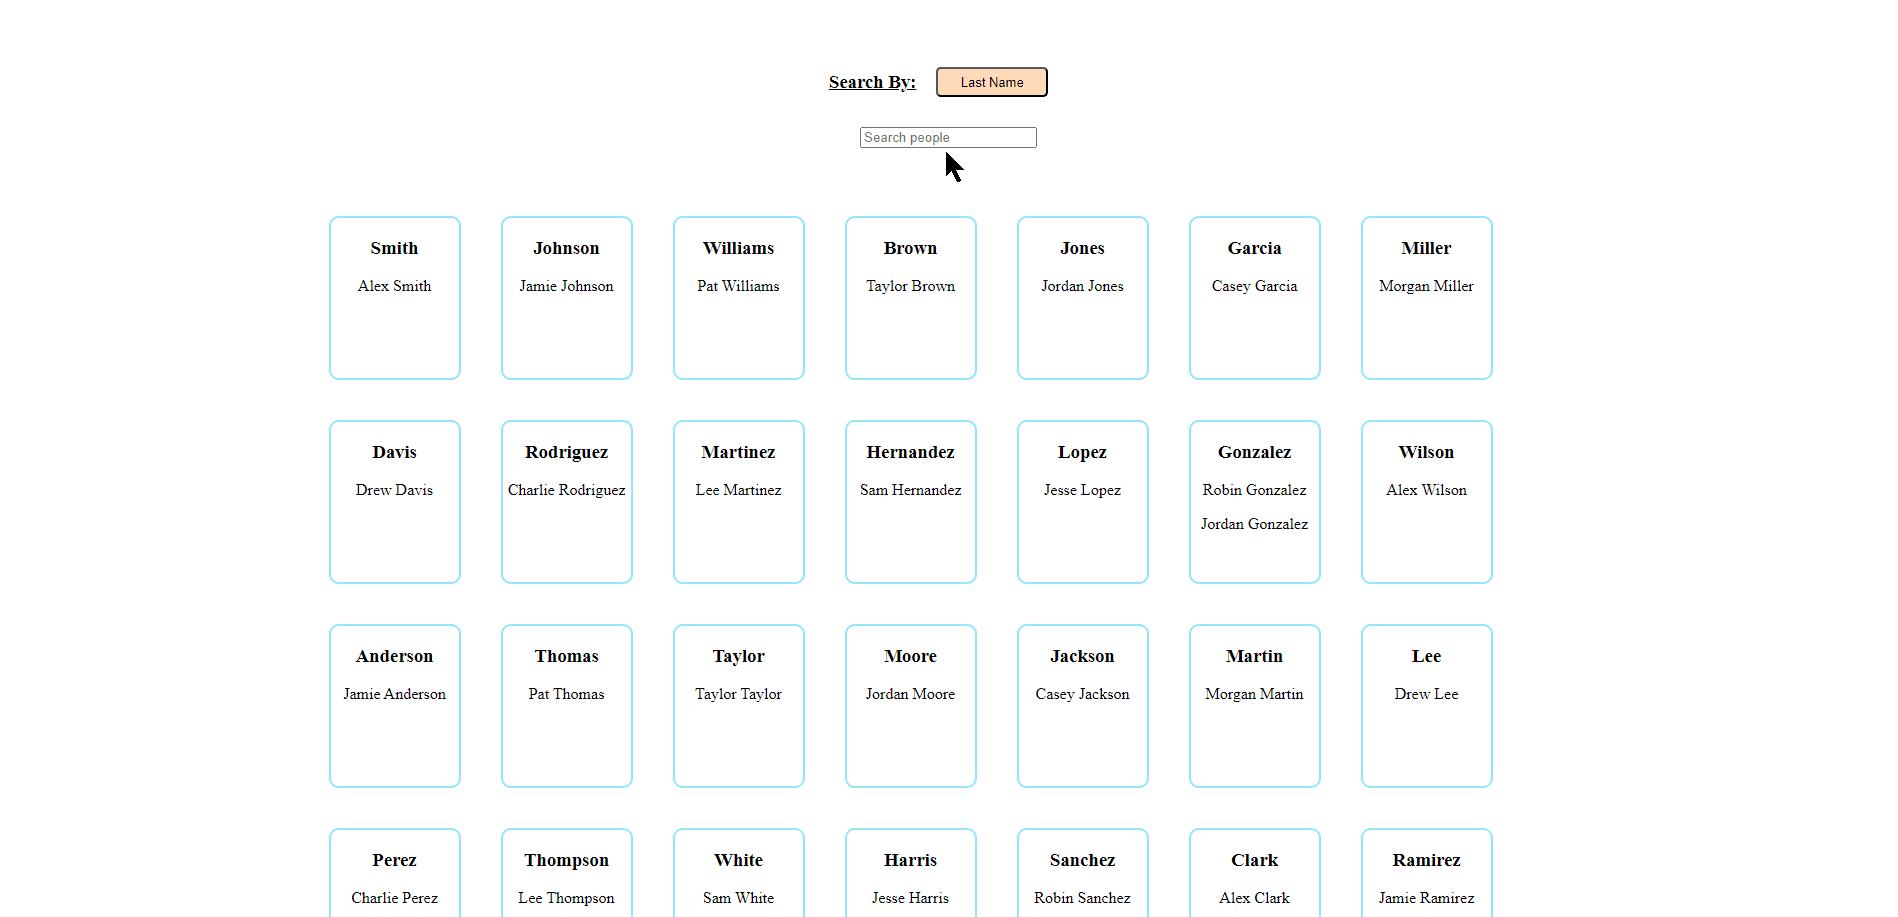 Search By: Last Name
Search people
Smith Johnson Williams Brown Jones Garcia Miller
Alex Smith Jamie Johnson Pat Williams Taylor Brown Jordan Jones Casey Garcia Morgan Miller
Davis Rodriguez Martinez Hernandez Lopez Gonzalez Wilson
Drew Davis Charlie Rodriguez Lee Martinez Sam Hernandez Jesse Lopez Robin Gonzalez Alex Wilson
Jordan Gonzalez
Anderson Thomas Taylor Moore Jackson Martin Lee
Jamie Anderson Pat Thomas Taylor Taylor Jordan Moore Casey Jackson Morgan Martin Drew Lee
Perez Thompson White Harris Sanchez Clark Ramirez
Charlie Perez Lee Thompson Sam White Jesse Harris Robin Sanchez Alex Clark Jamie Ramirez